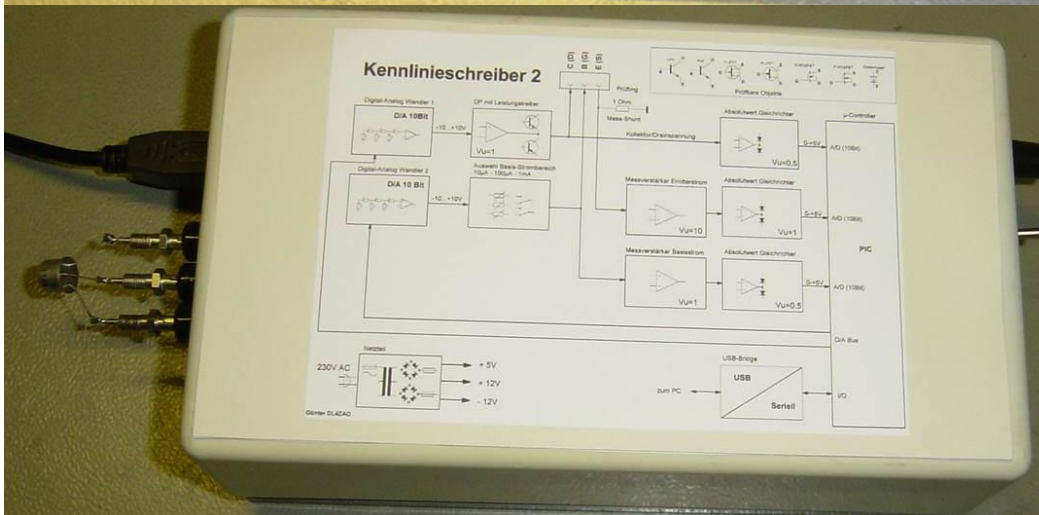 Kennlinieschreiber 2
C (D)
B (G)
E (S)
Prüfling
1 Ohm
Mess-Shunt
Prüfbare Objekte
Digital-Analog Wandler 1
D/A 10Bit
-10... +10V
OP mit Leistungstreiber
Vu=1
Kollektor/Drainspannung
Absolutwert Gleichrichter
Vu=0,5
0-+5V
A/D (10Bit)
µ-Controller
Digital-Analog Wandler 2
D/A 10 Bit
-10... +10V
Auswahl Basis-Strombereich
10µA - 100µA - 1mA
Messverstärker Emitterstrom
Vu=10
Absolutwert Gleichrichter
Vu=1
0-+5V
A/D (10Bit)
PIC
Messverstärker Basisstrom
Vu=1
Absolutwert Gleichrichter
Vu=0.5
0-+5V
A/D (10Bit)
D/A Bus
Netzteil
230V AC
+ 5V
+ 12V
- 12V
USB-Bridge
zum PC
USB
Seriell
I/O
Günter DL4ZAO